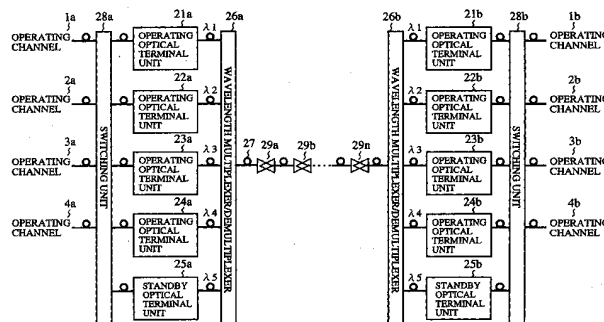 1a 28a 21a λ1 26a 26b λ1 21b 28b 1b
OPERATING
CHANNEL
OPERATING
OPTICAL
TERMINAL
UNIT
OPERATING
OPTICAL
TERMINAL
UNIT
OPERATING
CHANNEL
2a 22a λ2 λ2 22b 2b
OPERATING
CHANNEL
OPERATING
OPTICAL
TERMINAL
UNIT
OPERATING
OPTICAL
TERMINAL
UNIT
OPERATING
CHANNEL
3a 23a λ3 27 29a 29b 29n λ3 23b 3b
OPERATING
CHANNEL
OPERATING
OPTICAL
TERMINAL
UNIT
OPERATING
OPTICAL
TERMINAL
UNIT
OPERATING
CHANNEL
4a 24a λ4 λ4 24b 4b
OPERATING
CHANNEL
OPERATING
OPTICAL
TERMINAL
UNIT
OPERATING
OPTICAL
TERMINAL
UNIT
OPERATING
CHANNEL
25a λ5 λ5 25b
STANDBY
OPTICAL
TERMINAL
UNIT
STANDBY
OPTICAL
TERMINAL
UNIT
SWITCHING UNIT
WAVELENGTH MULTIPLEXER/DEMULTIPLEXER
WAVELENGTH MULTIPLEXER/DEMULTIPLEXER
SWITCHING UNIT